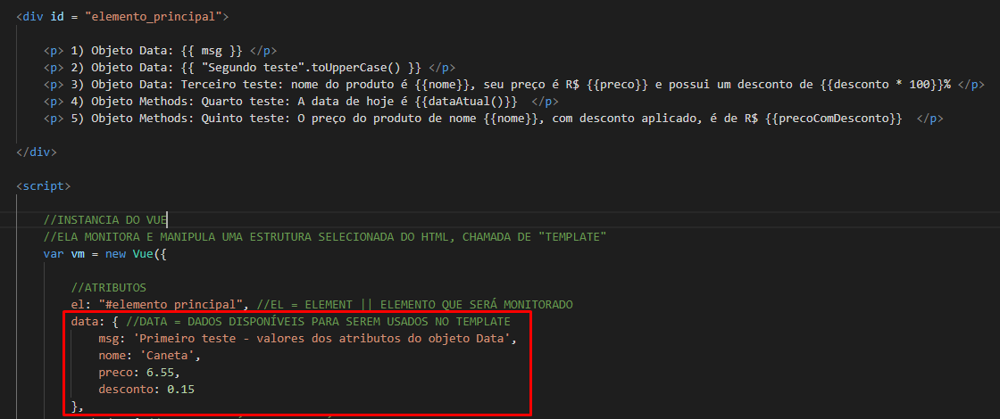 <div id = "elemento_principal">
<p> 1) Objeto Data: {{ msg }} </p>
<p> 2) Objeto Data: {{ "Segundo teste".toUpperCase() }} </p>
<p> 3) Objeto Data: Terceiro teste: nome do produto é {{nome}}, seu preço é R$ {{preco}} e possui um desconto de {{desconto * 100}}% </p>
<p> 4) Objeto Methods: Quarto teste: A data de hoje é {{dataAtual()}}  </p>
<p> 5) Objeto Methods: Quinto teste: O preço do produto de nome {{nome}}, com desconto aplicado, é de R$ {{precoComDesconto}}  </p>
</div>
<script>
//INSTANCIA DO VUE
//ELA MONITORA E MANIPULA UMA ESTRUTURA SELECIONADA DO HTML, CHAMADA DE "TEMPLATE"
var vm = new Vue({
//ATRIBUTOS
el: "#elemento_principal", //EL = ELEMENT || ELEMENTO QUE SERÁ MONITORADO
data: { //DATA = DADOS DISPONÍVEIS PARA SEREM USADOS NO TEMPLATE
msg: 'Primeiro teste - valores dos atributos do objeto Data',
nome: 'Caneta',
preco: 6.55,
desconto: 0.15
},